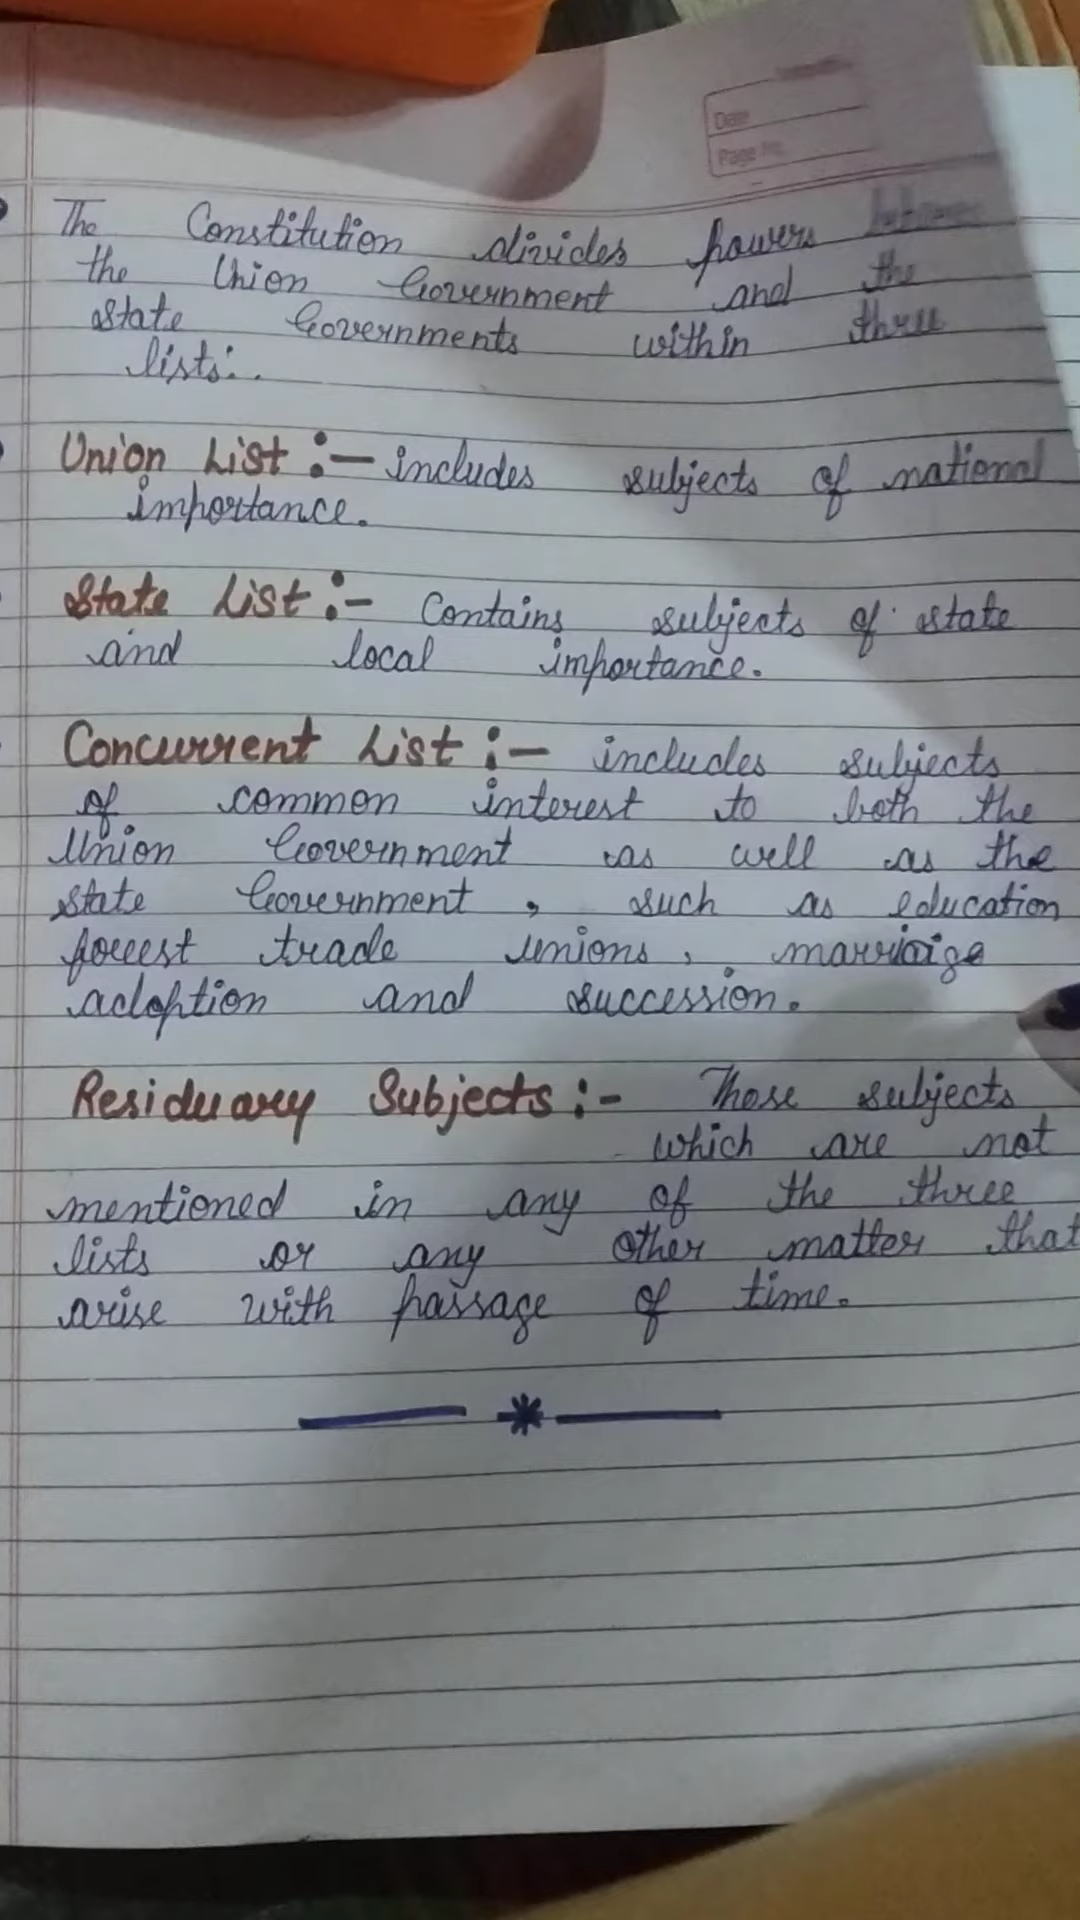 Date
Page No.
The Constitution divides powers between
the Union Government and the
state Governments within three
lists:.
Union List :- includes subjects of national
importance.
State List :- Contains subjects of state
and local importance.
Concurrent List :- includes subjects
of common interest to both the
Union Government as well as the
state Government, such as education
forest trade unions, marriaige
adoption and succession.
Residuary Subjects :- Those subjects
which are not
mentioned in any of the three
lists or any other matter that
arise with passage of time.